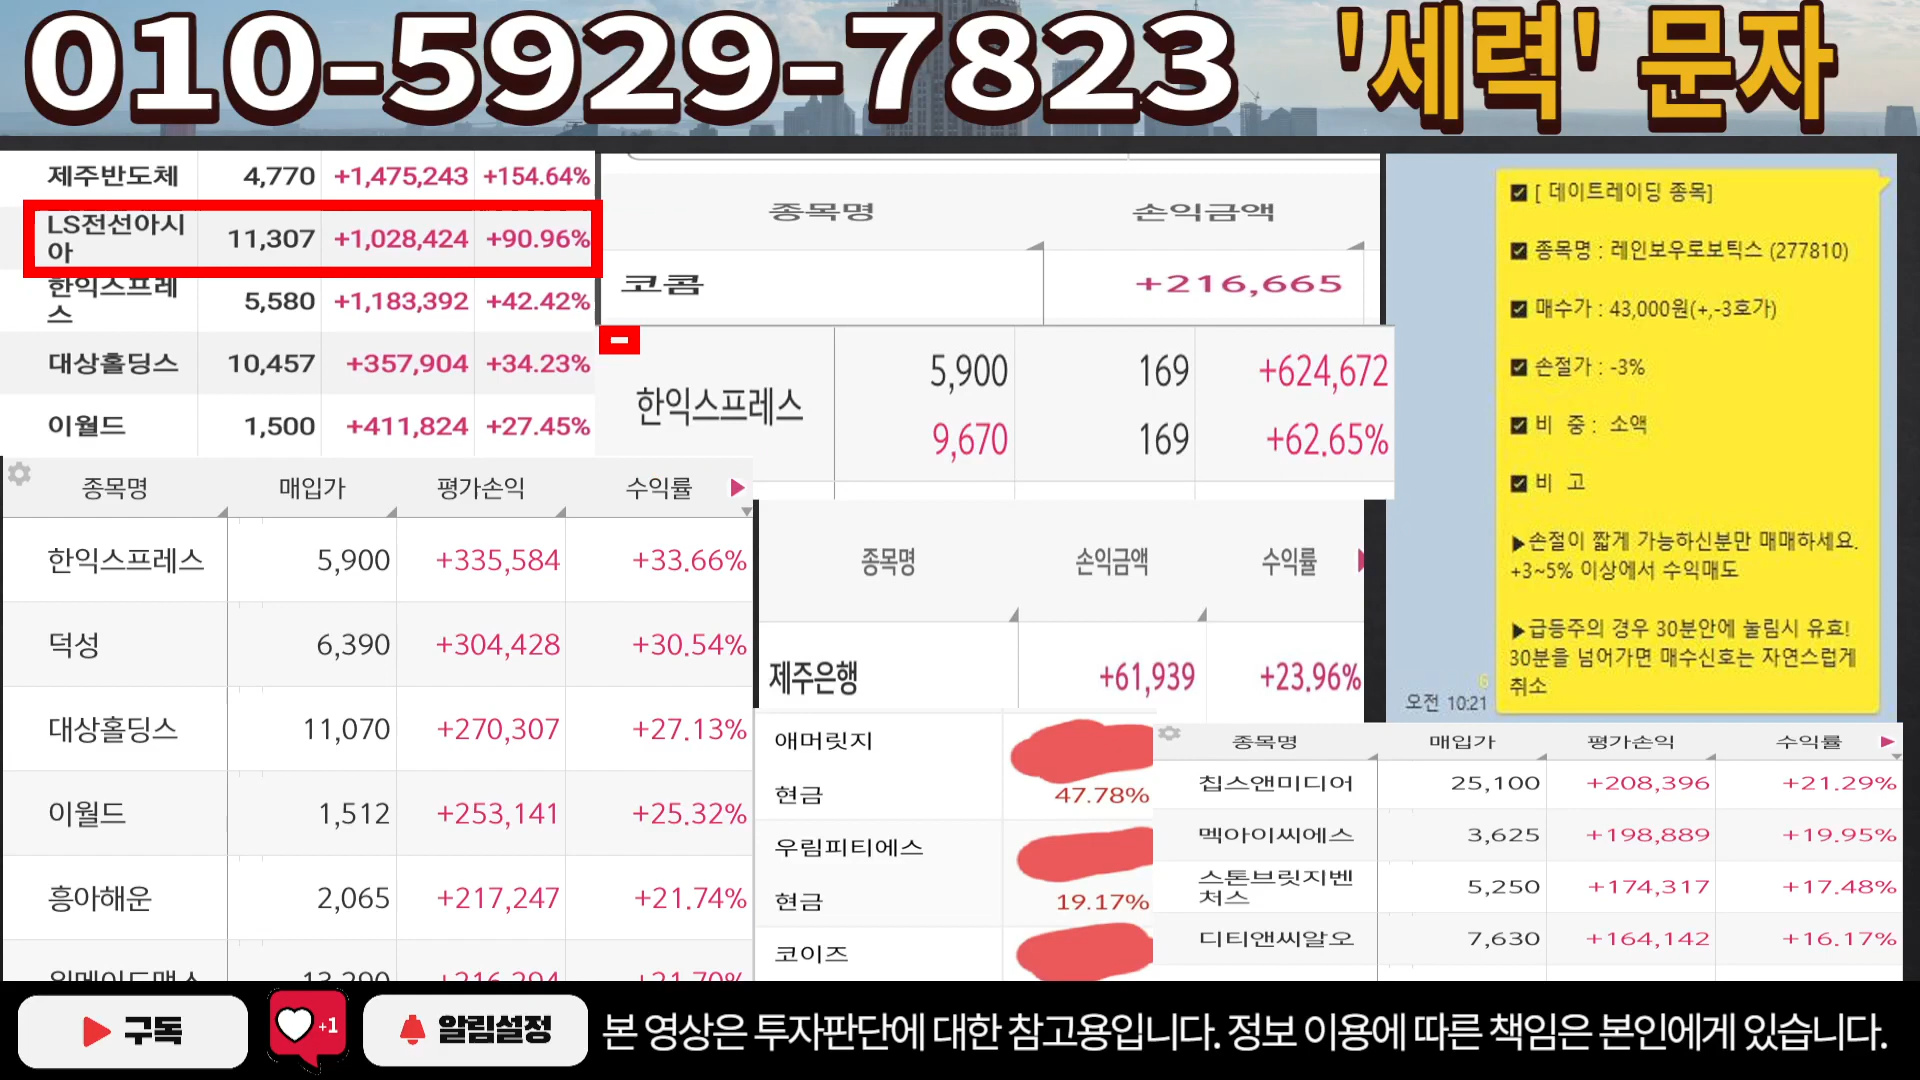 010-5929-7823 '세력' 문자
제주반도체 4,770 +1,475,243 +154.64%
LS전선아시아 11,307 +1,028,424 +90.96%
한익스프레스 5,580 +1,183,392 +42.42%
대상홀딩스 10,457 +357,904 +34.23%
이월드 1,500 +411,824 +27.45%
종목명 손익금액
코콤 +216,665
한익스프레스 5,900 169 +624,672
9,670 169 +62.65%
종목명 매입가 평가손익 수익률
한익스프레스 5,900 +335,584 +33.66%
덕성 6,390 +304,428 +30.54%
대상홀딩스 11,070 +270,307 +27.13%
이월드 1,512 +253,141 +25.32%
흥아해운 2,065 +217,247 +21.74%
종목명 손익금액 수익률
제주은행 +61,939 +23.96%
애머릿지
현금 47.78%
우림피티에스
현금 19.17%
코이즈
[ 데이트레이딩 종목]
종목명 : 레인보우로보틱스 (277810)
매수가 : 43,000원(+,-3호가)
손절가 : -3%
비 중 : 소액
비 고
▶손절이 짧게 가능하신분만 매매하세요.
+3~5% 이상에서 수익매도
▶급등주의 경우 30분안에 눌림시 유효!
30분을 넘어가면 매수신호는 자연스럽게
취소
6
오전 10:21
종목명 매입가 평가손익 수익률
칩스앤미디어 25,100 +208,396 +21.29%
멕아이씨에스 3,625 +198,889 +19.95%
스톤브릿지벤처스 5,250 +174,317 +17.48%
디티앤씨알오 7,630 +164,142 +16.17%
구독 +1 알림설정 본 영상은 투자판단에 대한 참고용입니다. 정보 이용에 따른 책임은 본인에게 있습니다.